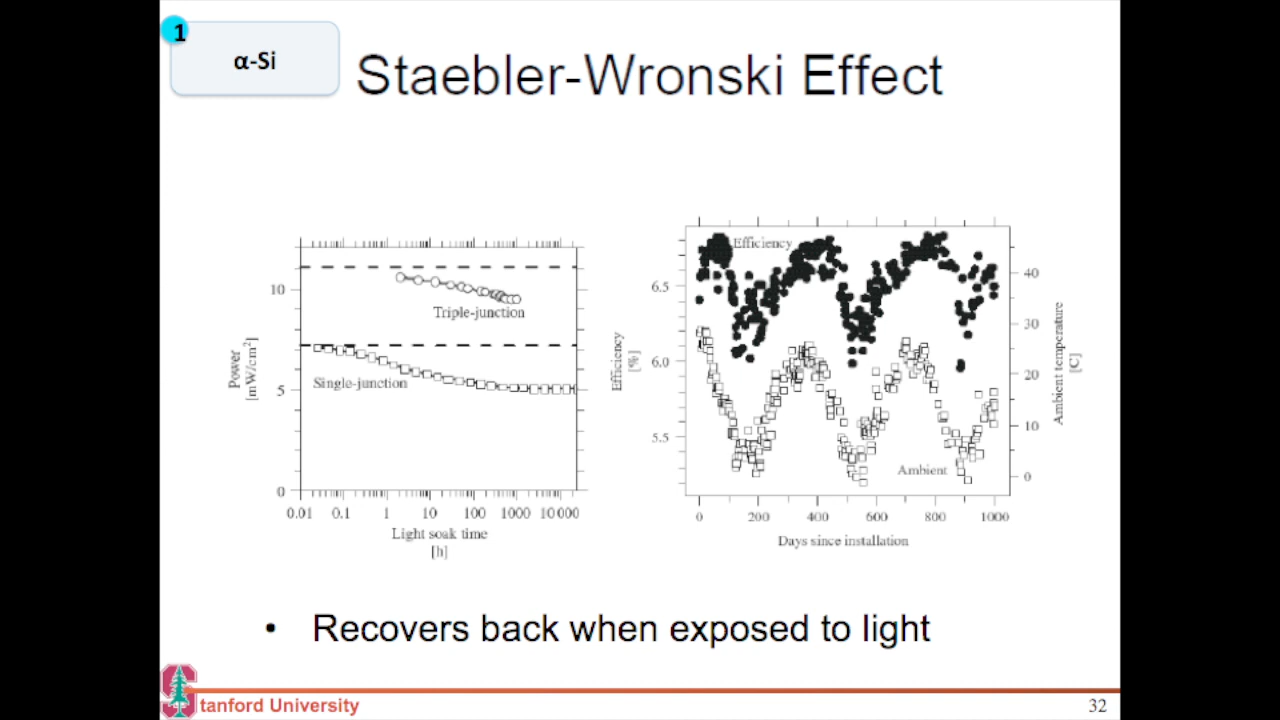 1
α-Si
Staebler-Wronski Effect
10
5
0
Power
[mW/cm²]
Triple-junction
Single-junction
0.01 0.1 1 10 100 1000 10 000
Light soak time
[h]
Efficiency
[%]
6.5
6.0
5.5
Efficiency
Ambient
40
30
20
10
0
Ambient temperature
[C]
0 200 400 600 800 1000
Days since installation
• Recovers back when exposed to light
Stanford University
32